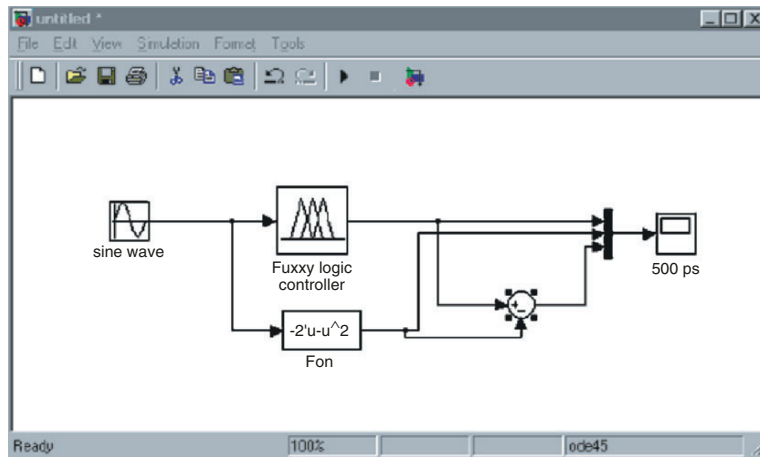 untitled *
File Edit View Simulation Format Tools
sine wave
Fuxxy logic
controller
-2'u-u^2
Fon
+
−
500 ps
Ready 100% ode45